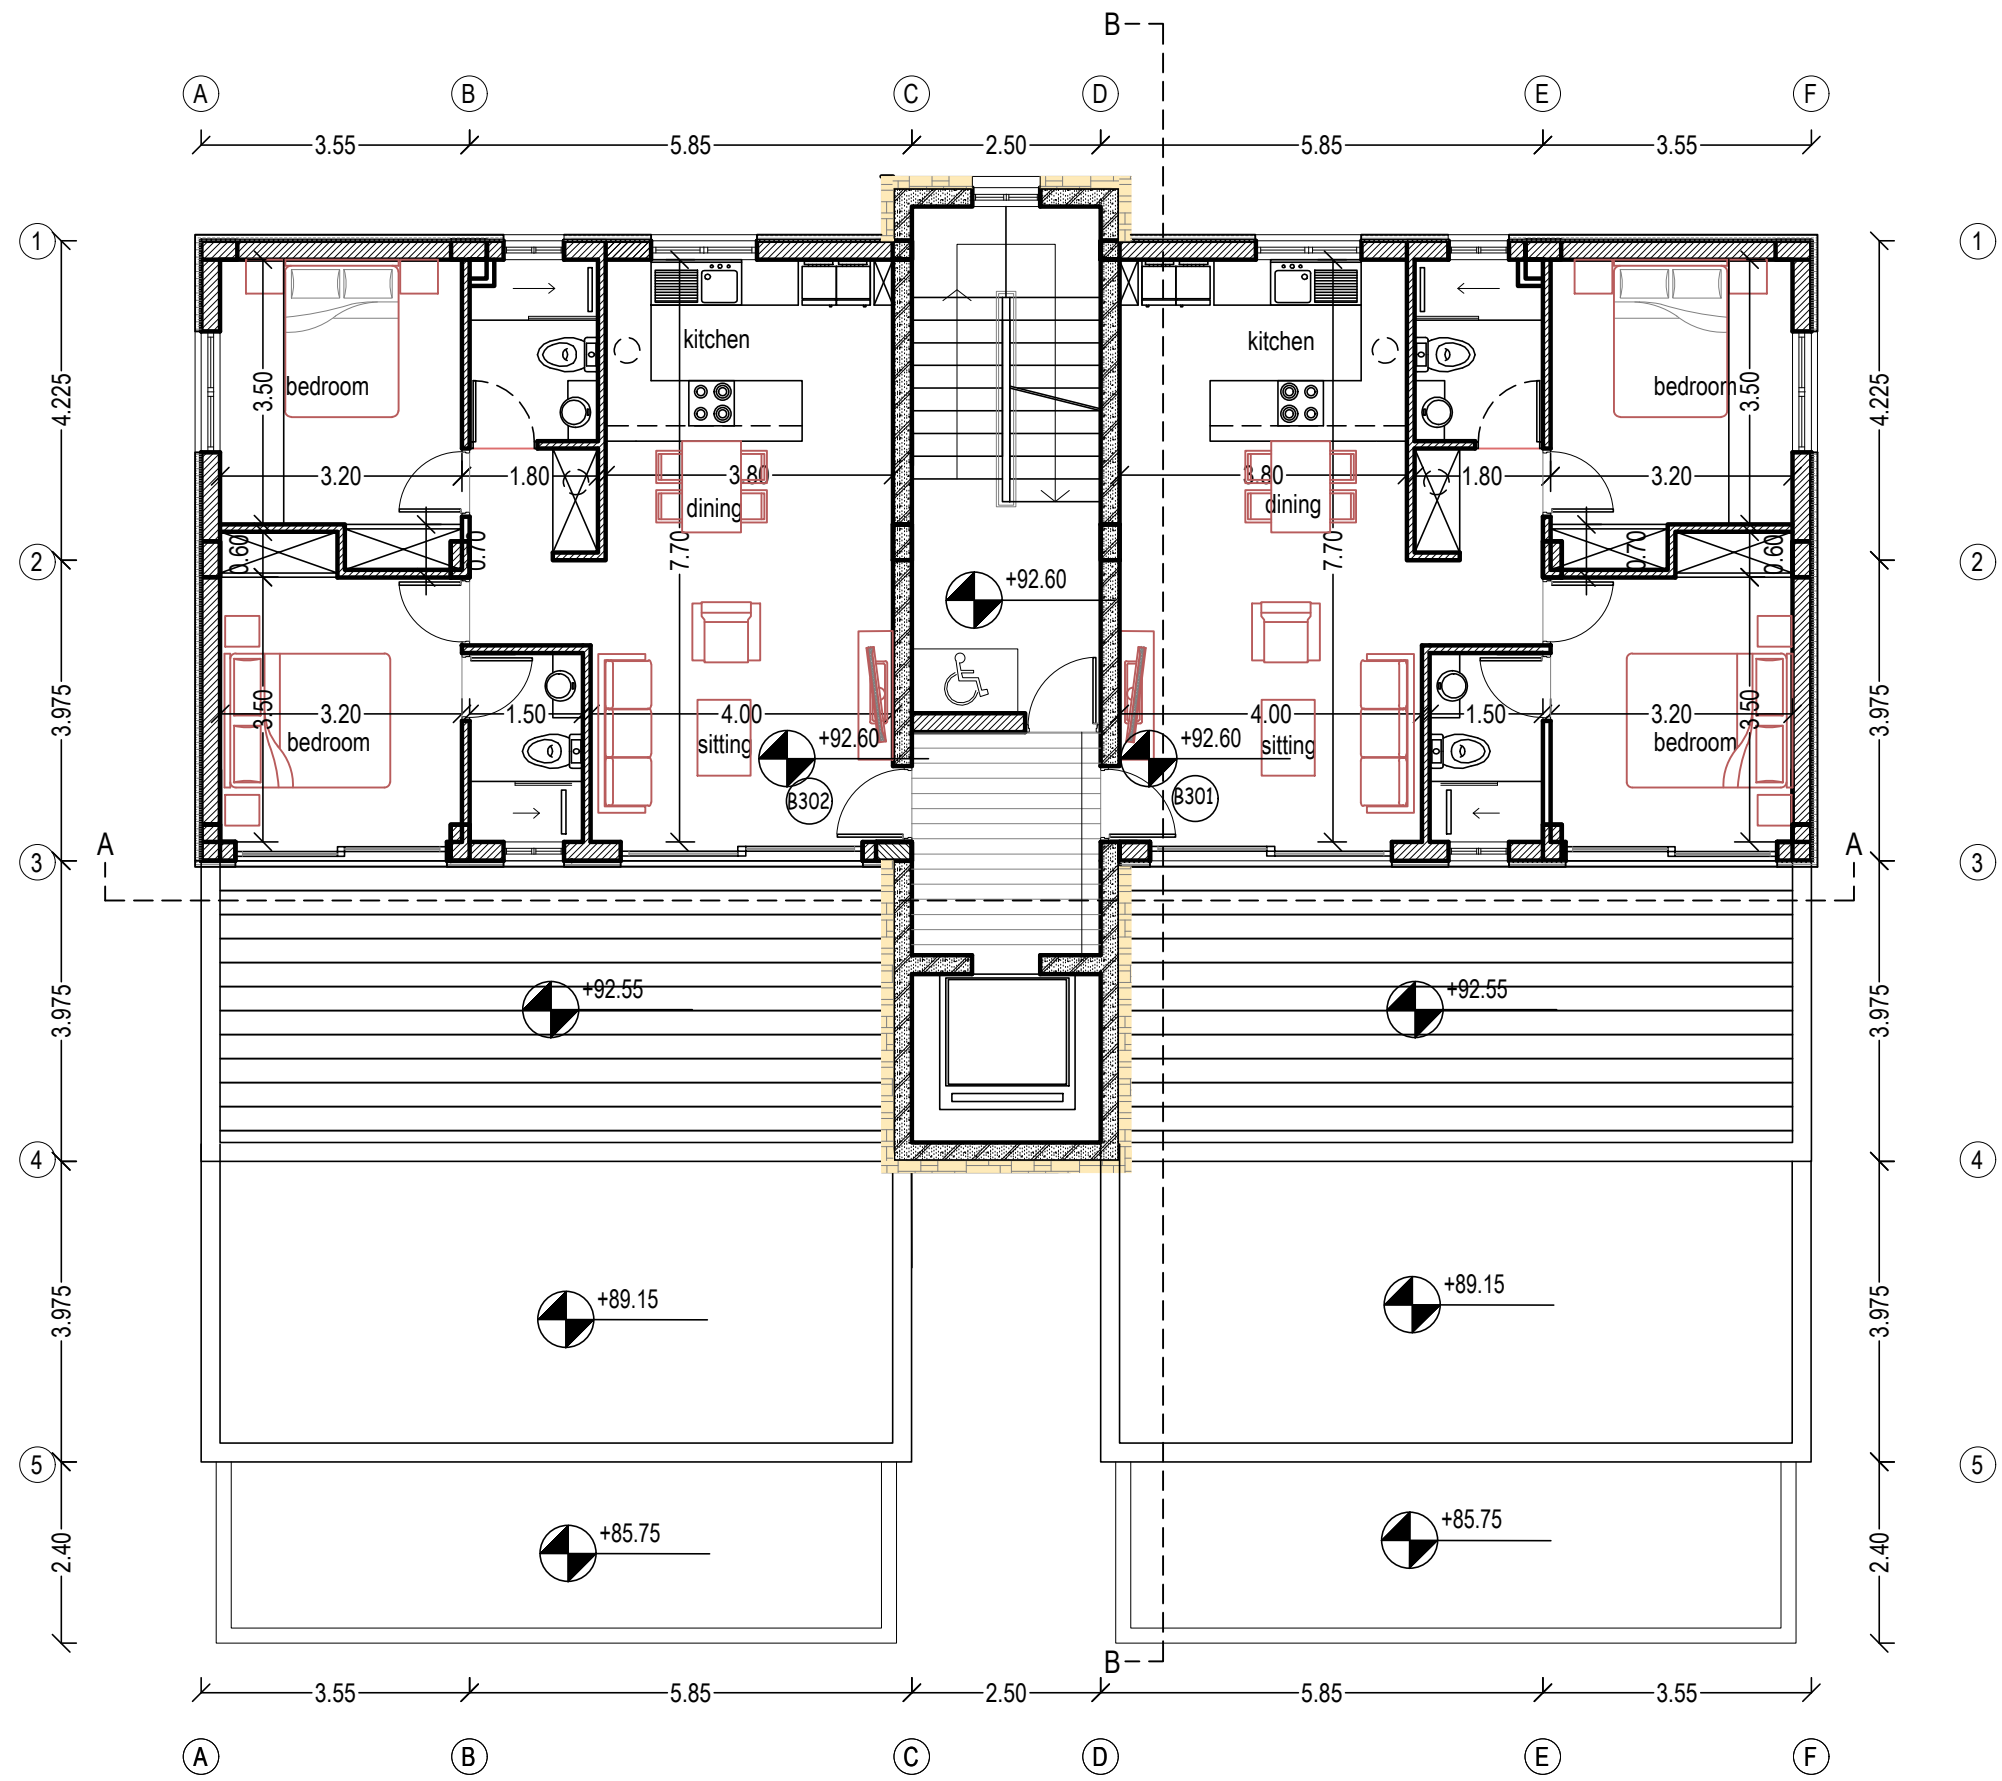 B
A B C D E F
3.55 5.85 2.50 5.85 3.55
1 1
kitchen kitchen
4.225 3.50 bedroom bedroom 3.50 4.225
3.20 1.80 3.80 3.80 1.80 3.20
dining dining
0.60 0.70 7.70 7.70 0.70 0.60
2 2
+92.60
3.975 3.50 3.20 1.50 4.00 4.00 1.50 3.20 3.50 3.975
bedroom sitting +92.60 +92.60 sitting bedroom
B302 B301
A A
3 3
+92.55 +92.55
3.975 3.975
4 4
+89.15 +89.15
3.975 3.975
5 5
+85.75 +85.75
2.40 2.40
B
3.55 5.85 2.50 5.85 3.55
A B C D E F